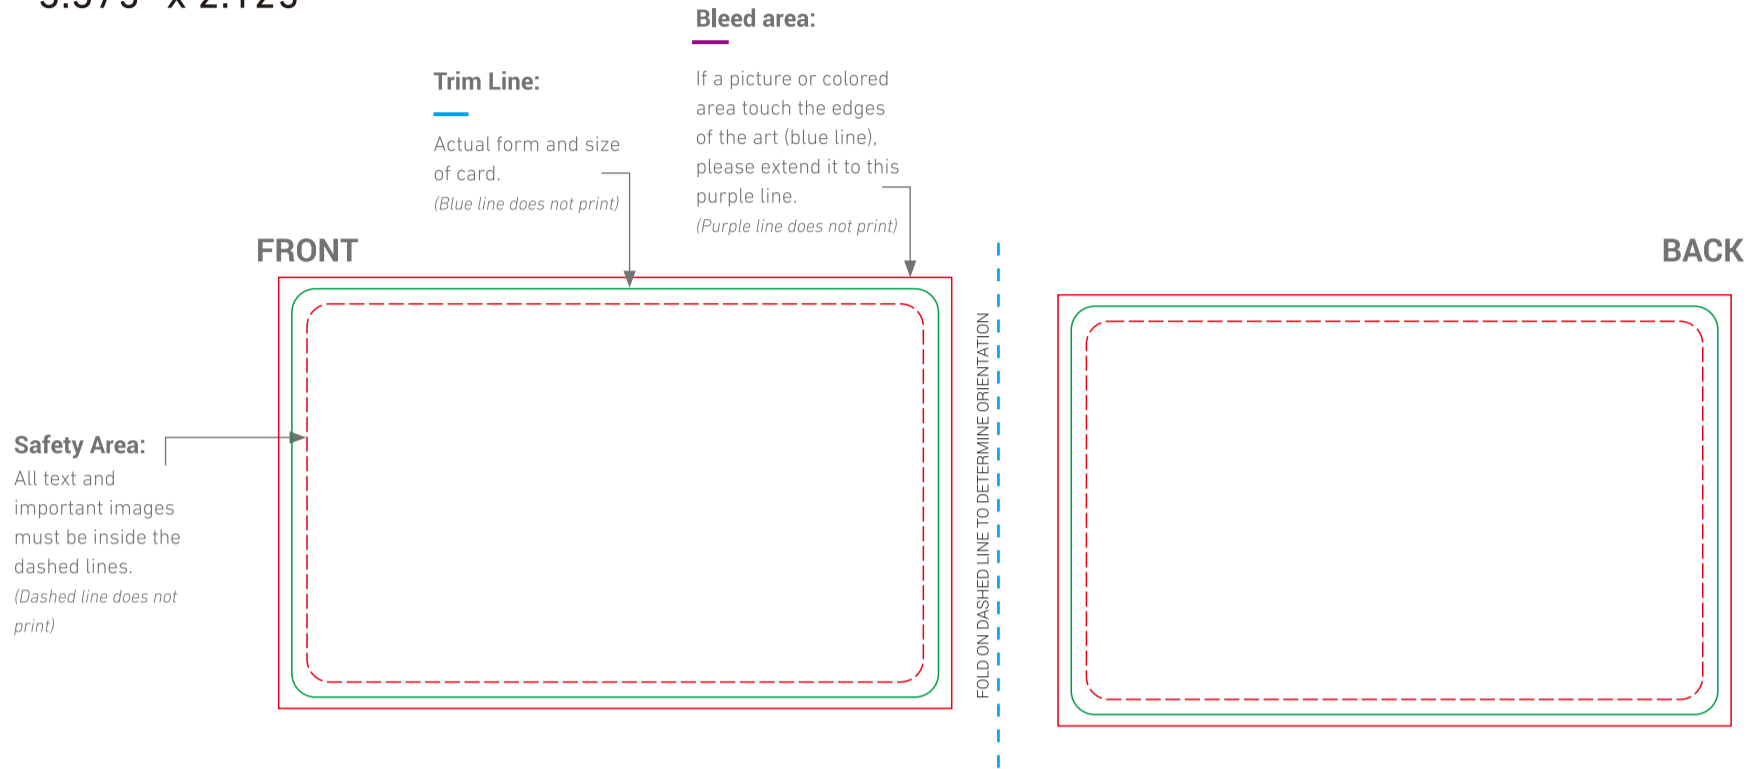 x 2.125
Bleed area:
If a picture or colored
area touch the edges
of the art (blue line),
please extend it to this
purple line.
(Purple line does not print)
Trim Line:
Actual form and size
of card.
(Blue line does not print)
FRONT
BACK
Safety Area:
All text and
important images
must be inside the
dashed lines.
(Dashed line does not
print)
FOLD ON DASHED LINE TO DETERMINE ORIENTATION